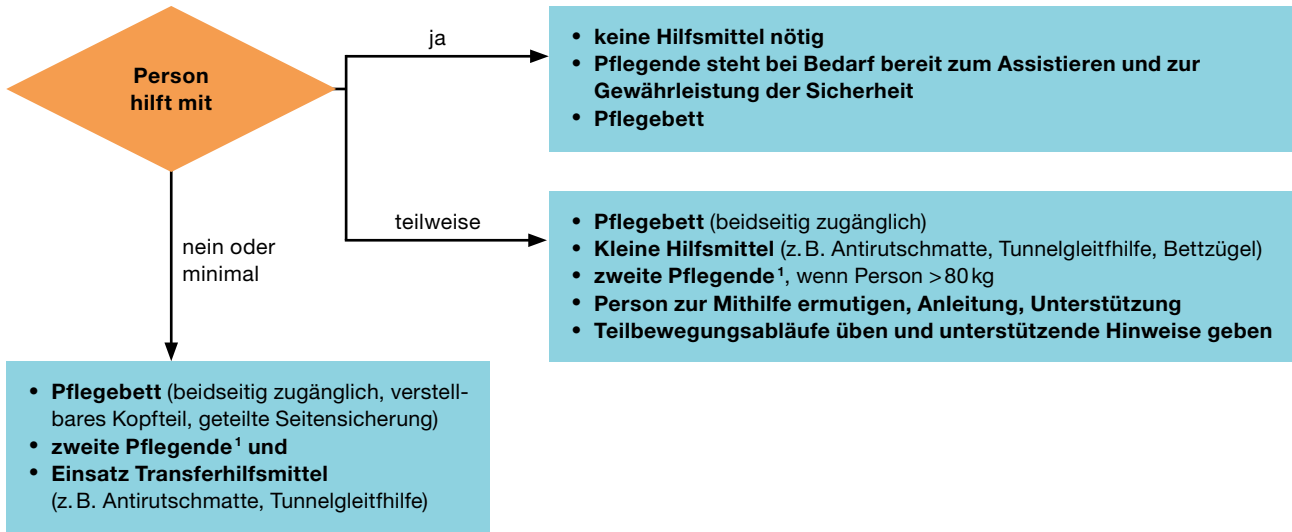 Person
hilft mit
ja
• keine Hilfsmittel nötig
• Pflegende steht bei Bedarf bereit zum Assistieren und zur
Gewährleistung der Sicherheit
• Pflegebett
teilweise
• Pflegebett (beidseitig zugänglich)
• Kleine Hilfsmittel (z. B. Antirutschmatte, Tunnelgleitfhilfe, Bettzügel)
• zweite Pflegende¹, wenn Person >80 kg
• Person zur Mithilfe ermutigen, Anleitung, Unterstützung
• Teilbewegungsabläufe üben und unterstützende Hinweise geben
nein oder
minimal
• Pflegebett (beidseitig zugänglich, verstell-
bares Kopfteil, geteilte Seitensicherung)
• zweite Pflegende¹ und
• Einsatz Transferhilfsmittel
(z. B. Antirutschmatte, Tunnelgleitfhilfe)